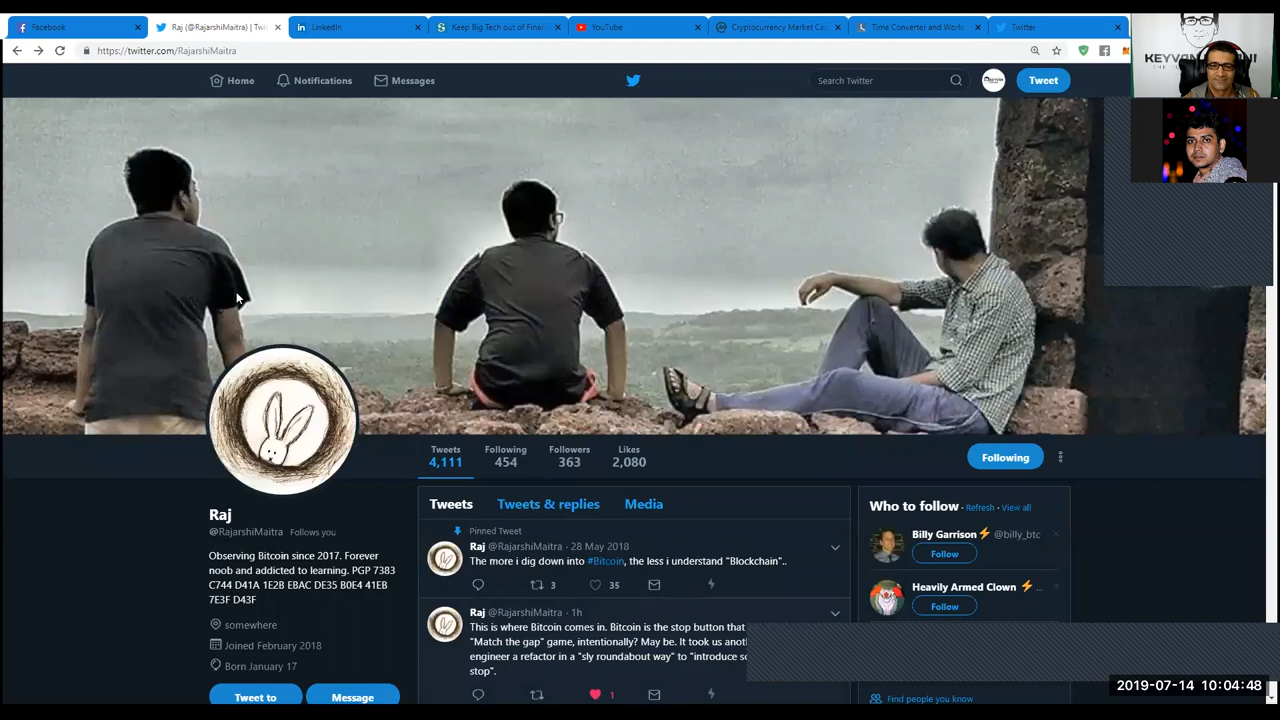 Facebook
Raj (@RajarshiMaitra) | Twi
LinkedIn
Keep Big Tech out of Finar
YouTube
Cryptocurrency Market Ca
Time Converter and World
Twitter
https://twitter.com/RajarshiMaitra
KEYVAN
Home
Notifications
Messages
Search Twitter
Tweet
Tweets
Following
Followers
Likes
4,111
454
363
2,080
Following
Raj
@RajarshiMaitra Follows you
Observing Bitcoin since 2017. Forever
noob and addicted to learning. PGP 7383
C744 D41A 1E2B EBAC DE35 B0E4 41EB
7E3F D43F
somewhere
Joined February 2018
Born January 17
Tweet to
Message
Tweets
Tweets & replies
Media
Pinned Tweet
Raj @RajarshiMaitra · 28 May 2018
The more i dig down into #Bitcoin, the less i understand "Blockchain"..
3
35
Raj @RajarshiMaitra · 1h
This is where Bitcoin comes in. Bitcoin is the stop button that
"Match the gap" game, intentionally? May be. It took us anot
engineer a refactor in a "sly roundabout way" to "introduce so
stop".
1
Who to follow · Refresh · View all
Billy Garrison @billy_btc
Follow
Heavily Armed Clown ...
Follow
Find people you know
2019-07-14 10:04:48